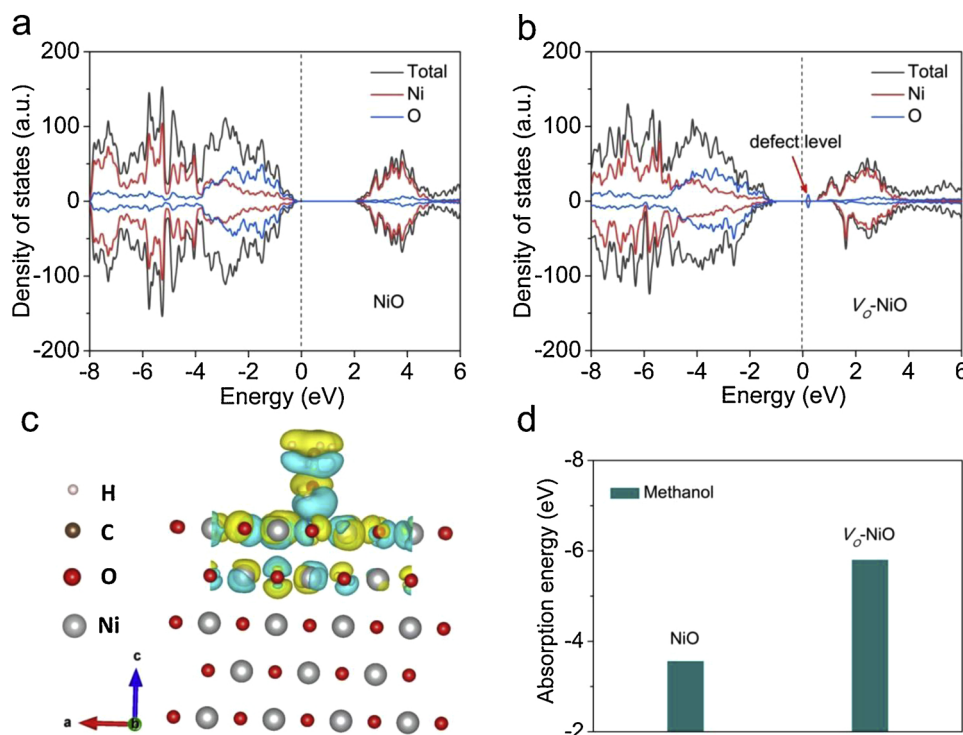 a
200
100
0
-100
-200
Density of states (a.u.)
Total
Ni
O
NiO
-8 -6 -4 -2 0 2 4 6
Energy (eV)
b
200
100
0
-100
-200
Density of states (a.u.)
Total
Ni
O
defect level
V_O-NiO
-8 -6 -4 -2 0 2 4 6
Energy (eV)
c
H
C
O
Ni
c
a
b
d
-8
-6
-4
-2
Absorption energy (eV)
Methanol
V_O-NiO
NiO